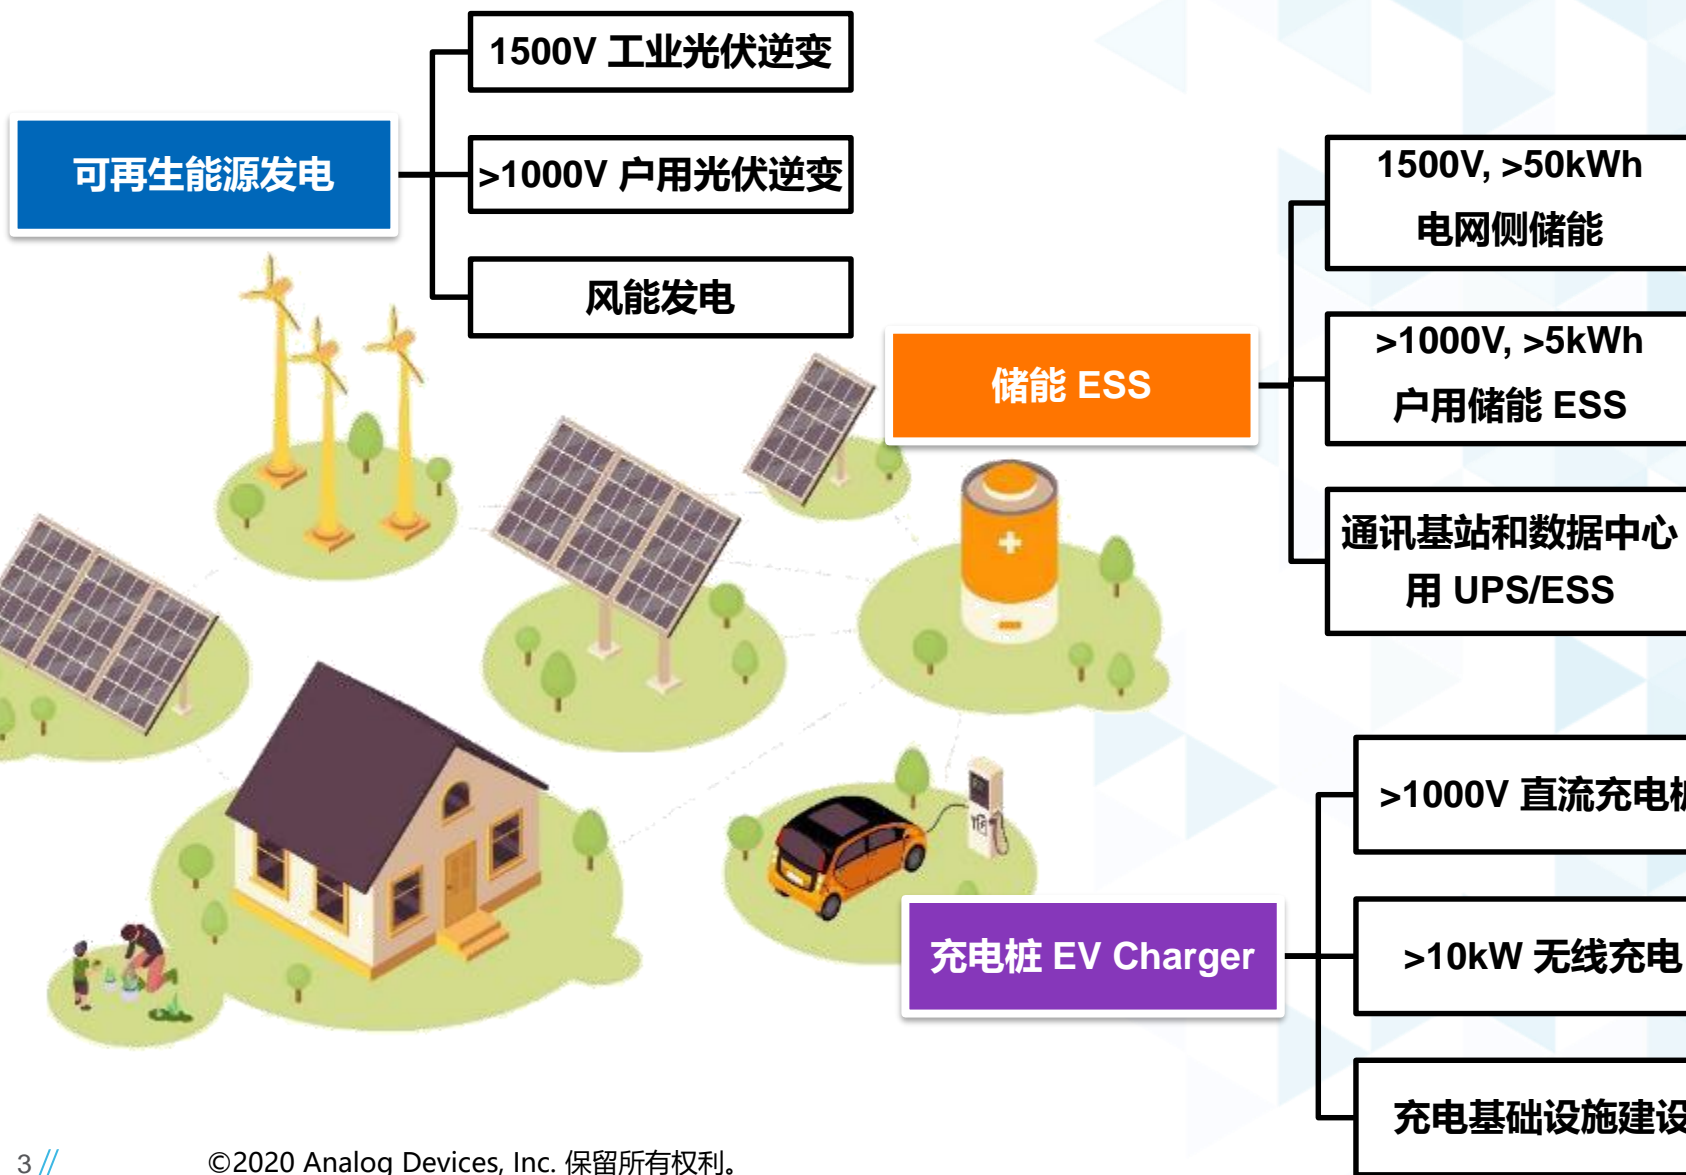 1500V 工业光伏逆变
可再生能源发电
>1000V 户用光伏逆变
风能发电
储能 ESS
1500V, >50kWh
电网侧储能
>1000V, >5kWh
户用储能 ESS
通讯基站和数据中心
用 UPS/ESS
充电桩 EV Charger
>1000V 直流充电桩
>10kW 无线充电
充电基础设施建设
3 //
©2020 Analog Devices, Inc. 保留所有权利。